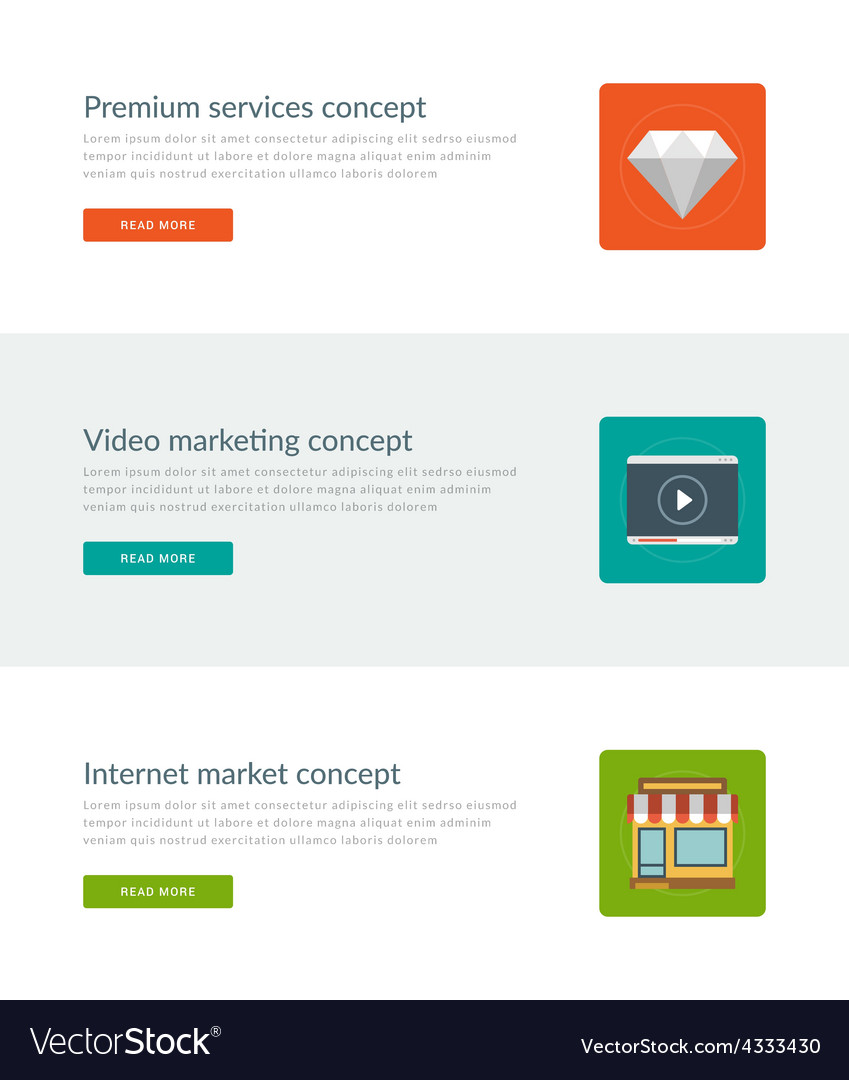 Premium services concept
Lorem ipsum dolor sit amet consectetur adipiscing elit sedrso eiusmod
tempor incididunt ut labore et dolore magna aliquat enim adminim
veniam quis nostrud exercitation ullamco laboris dolorem
READ MORE
Video marketing concept
Lorem ipsum dolor sit amet consectetur adipiscing elit sedrso eiusmod
tempor incididunt ut labore et dolore magna aliquat enim adminim
veniam quis nostrud exercitation ullamco laboris dolorem
READ MORE
Internet market concept
Lorem ipsum dolor sit amet consectetur adipiscing elit sedrso eiusmod
tempor incididunt ut labore et dolore magna aliquat enim adminim
veniam quis nostrud exercitation ullamco laboris dolorem
READ MORE
VectorStock®
VectorStock.com/4333430